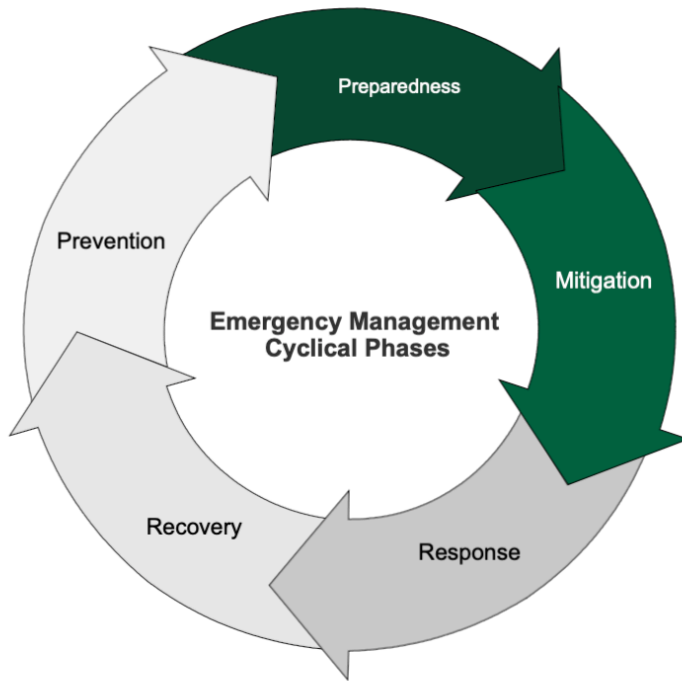 Preparedness
Prevention
Mitigation
Emergency Management
Cyclical Phases
Recovery
Response